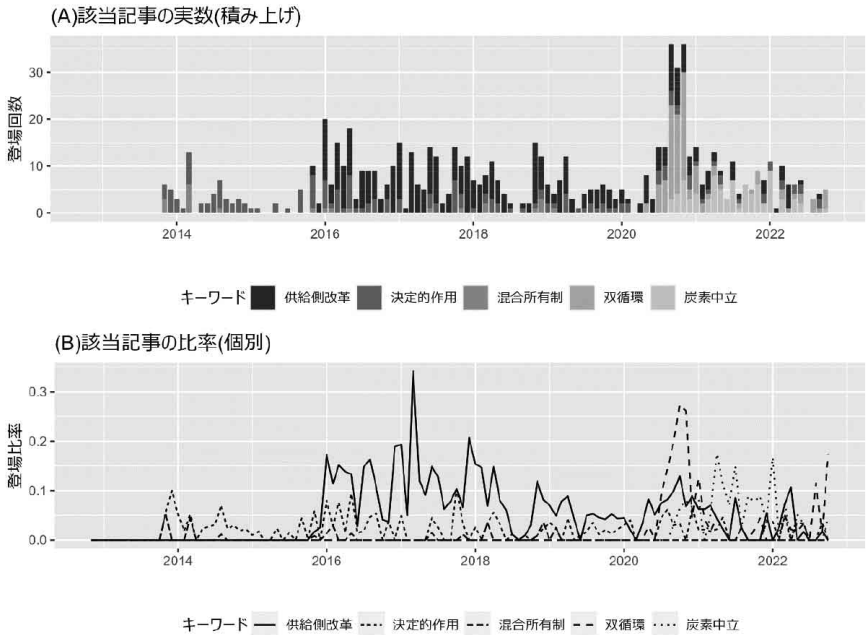 (A)該当記事の実数(積み上げ)
登場回数
30
20
10
0
2014 2016 2018 2020 2022
キーワード 供給側改革 決定的作用 混合所有制 双循環 炭素中立
(B)該当記事の比率(個別)
登場比率
0.3
0.2
0.1
0.0
2014 2016 2018 2020 2022
キーワード 供給側改革 決定的作用 混合所有制 双循環 炭素中立